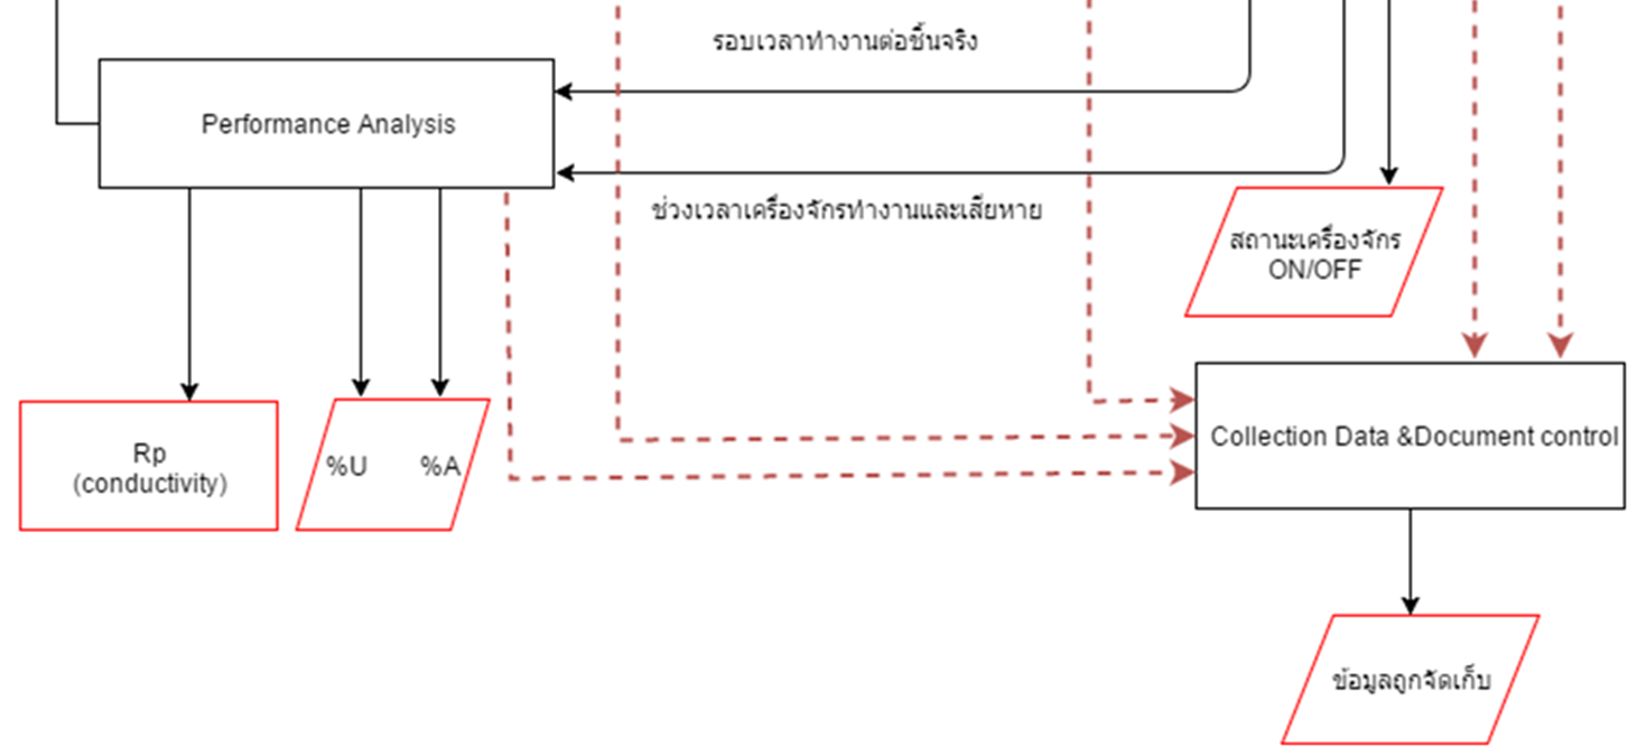 รอบเวลาทำงานต่อชิ้นจริง
Performance Analysis
ช่วงเวลาเครื่องจักรทำงานและเสียหาย
สถานะเครื่องจักร
ON/OFF
Collection Data &Document control
Rp
(conductivity)
%U %A
ข้อมูลถูกจัดเก็บ